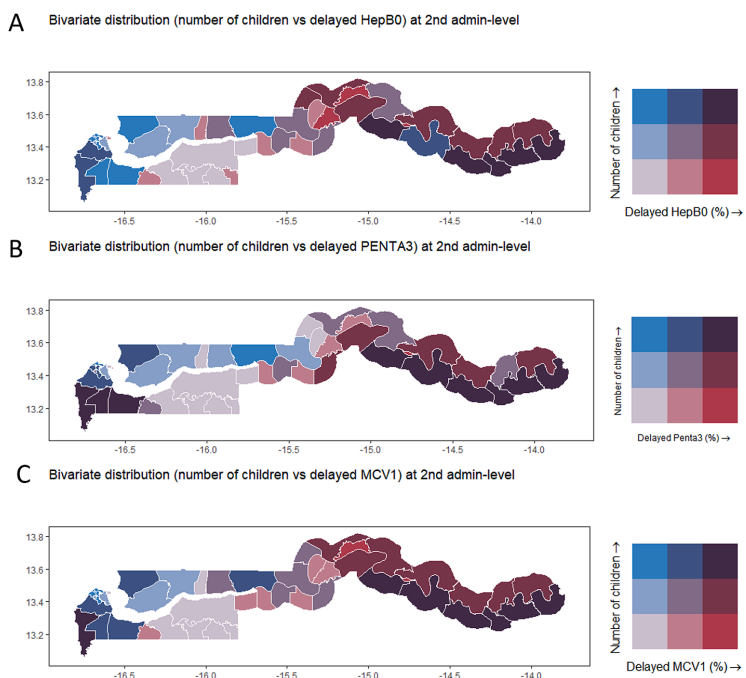 A
Bivariate distribution (number of children vs delayed HepB0) at 2nd admin-level
13.8
13.6
13.4
13.2
-16.5
-16.0
-15.5
-15.0
-14.5
-14.0
Number of children →
Delayed HepB0 (%) →
B
Bivariate distribution (number of children vs delayed PENTA3) at 2nd admin-level
13.8
13.6
13.4
13.2
-16.5
-16.0
-15.5
-15.0
-14.5
-14.0
Number of children →
Delayed Penta3 (%) →
C
Bivariate distribution (number of children vs delayed MCV1) at 2nd admin-level
13.8
13.6
13.4
13.2
-16.5
-16.0
-15.5
-15.0
-14.5
-14.0
Number of children →
Delayed MCV1 (%) →